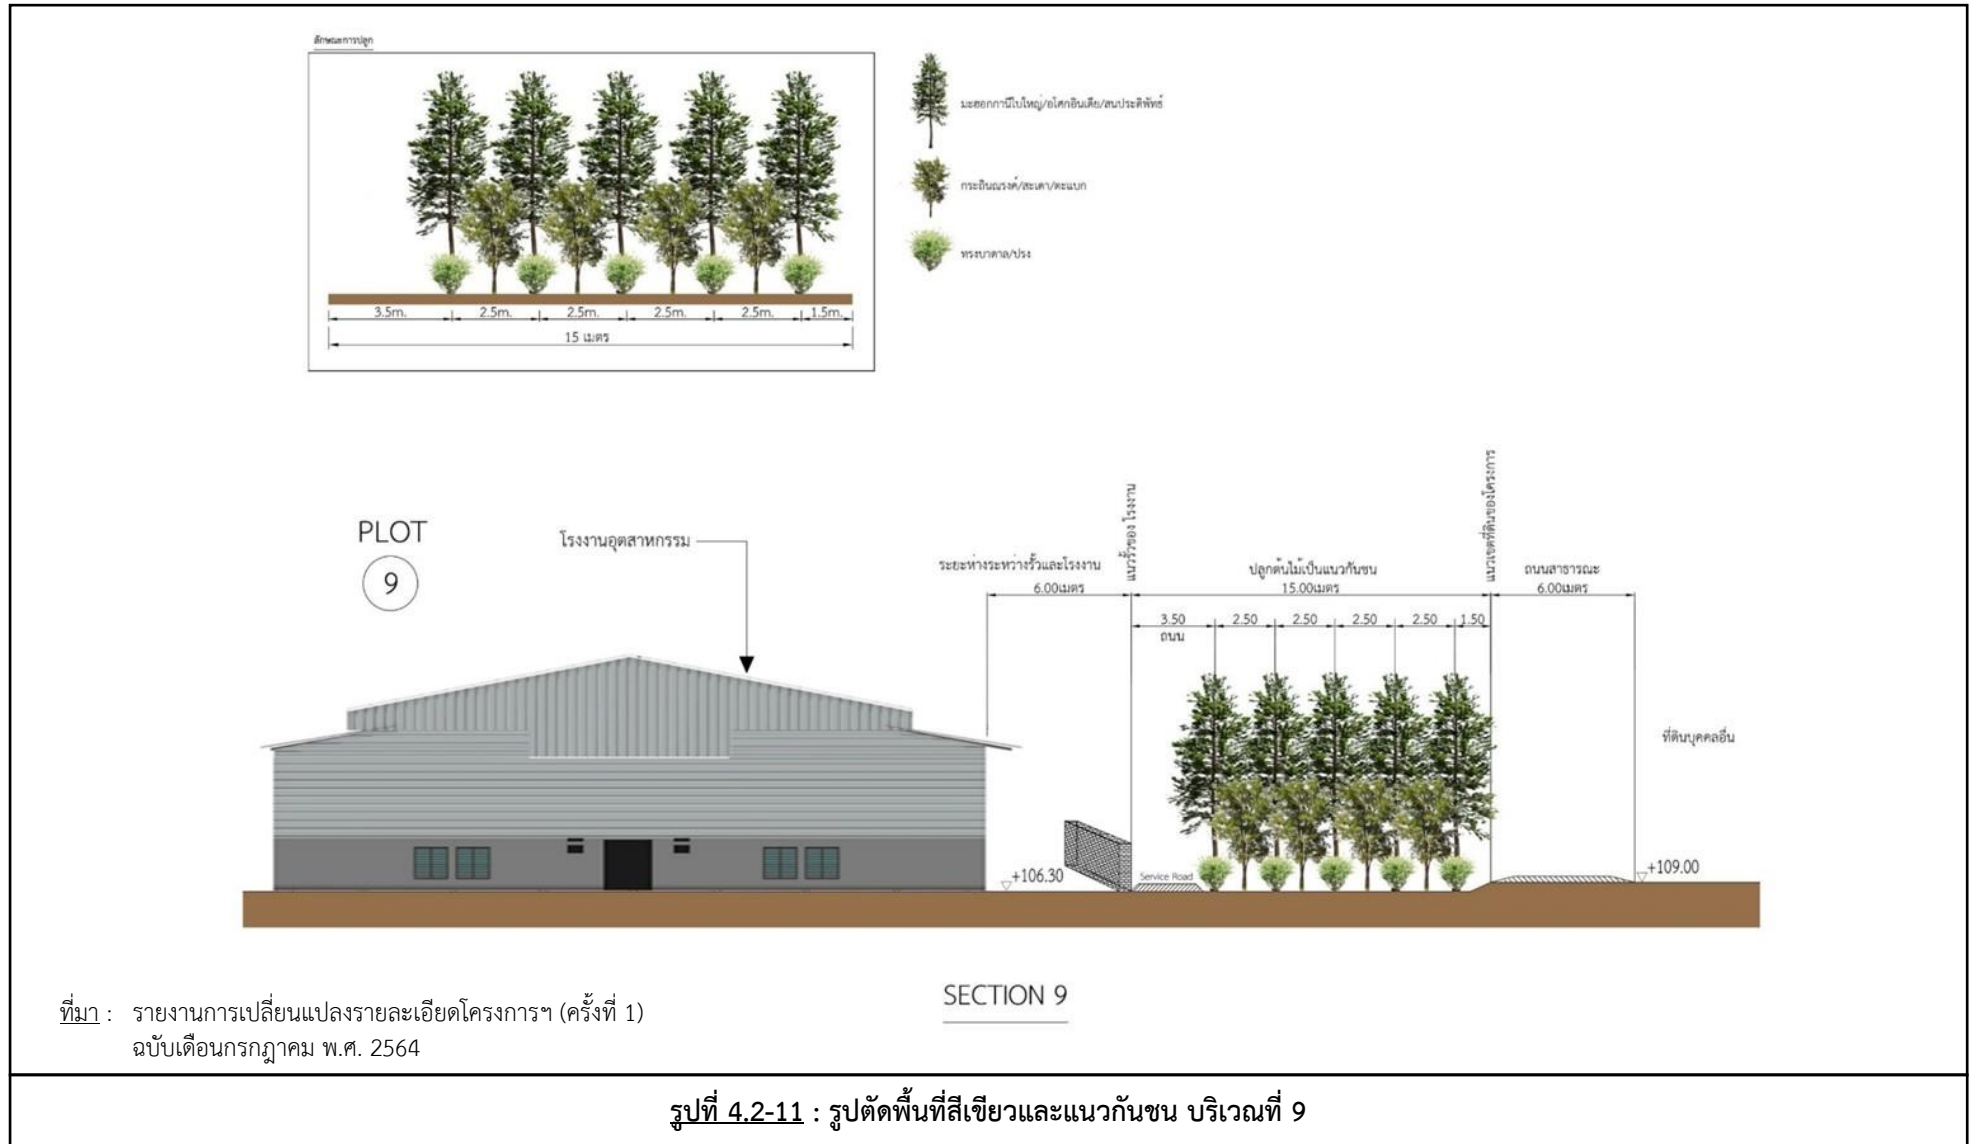 ลักษณะการปลูก
มะฮอกกานีใบใหญ่/อโศกอินเดีย/สนประดิพัทธ์
กระถินณรงค์/สะเดา/ตะแบก
ทรงบาดาล/ปรง
3.5m. 2.5m. 2.5m. 2.5m. 2.5m. 1.5m.
15 เมตร
PLOT
9
โรงงานอุตสาหกรรม
ระยะห่างระหว่างรั้วและโรงงาน
6.00เมตร
แนวรั้วของ โรงงาน
ปลูกต้นไม้เป็นแนวกันชน
15.00เมตร
แนวเขตที่ดินของโครงการ
ถนนสาธารณะ
6.00เมตร
3.50 2.50 2.50 2.50 2.50 1.50
ถนน
ที่ดินบุคคลอื่น
+106.30
Service Road
+109.00
SECTION 9
ที่มา : รายงานการเปลี่ยนแปลงรายละเอียดโครงการฯ (ครั้งที่ 1)
ฉบับเดือนกรกฎาคม พ.ศ. 2564
รูปที่ 4.2-11 : รูปตัดพื้นที่สีเขียวและแนวกันชน บริเวณที่ 9